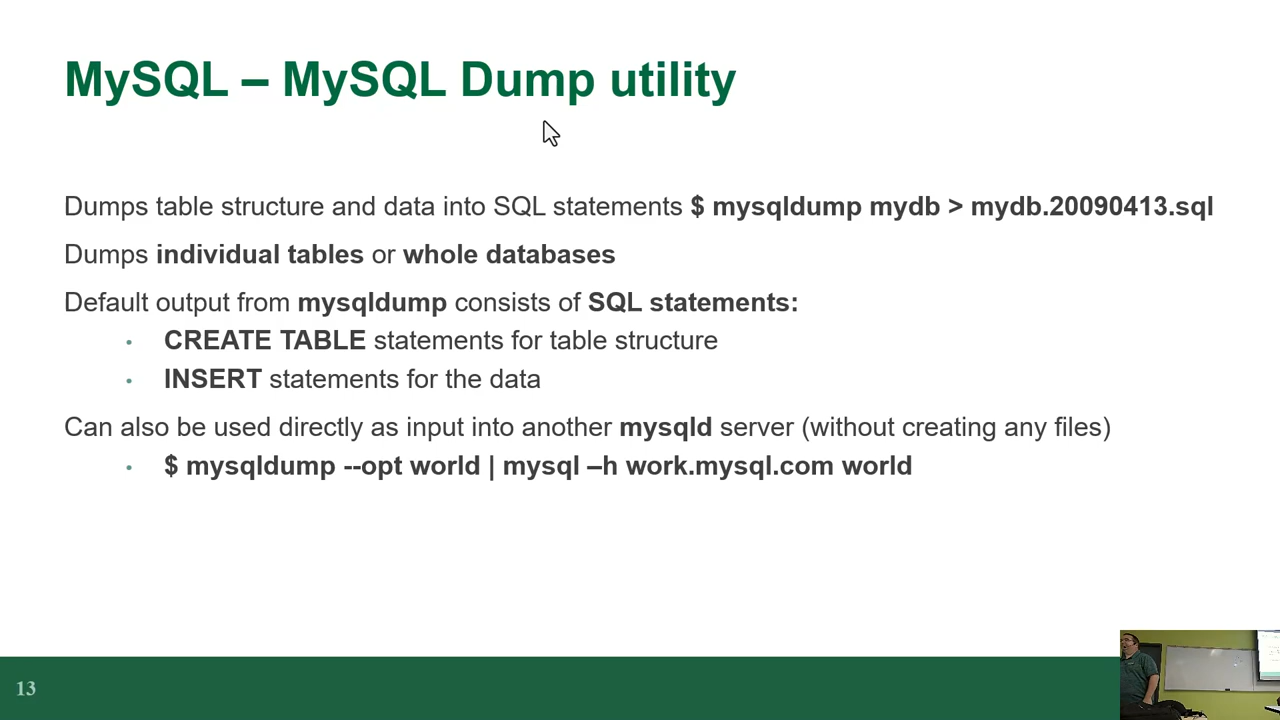 MySQL – MySQL Dump utility
Dumps table structure and data into SQL statements $ mysqldump mydb > mydb.20090413.sql
Dumps individual tables or whole databases
Default output from mysqldump consists of SQL statements:
• CREATE TABLE statements for table structure
• INSERT statements for the data
Can also be used directly as input into another mysqld server (without creating any files)
• $ mysqldump --opt world | mysql –h work.mysql.com world
13